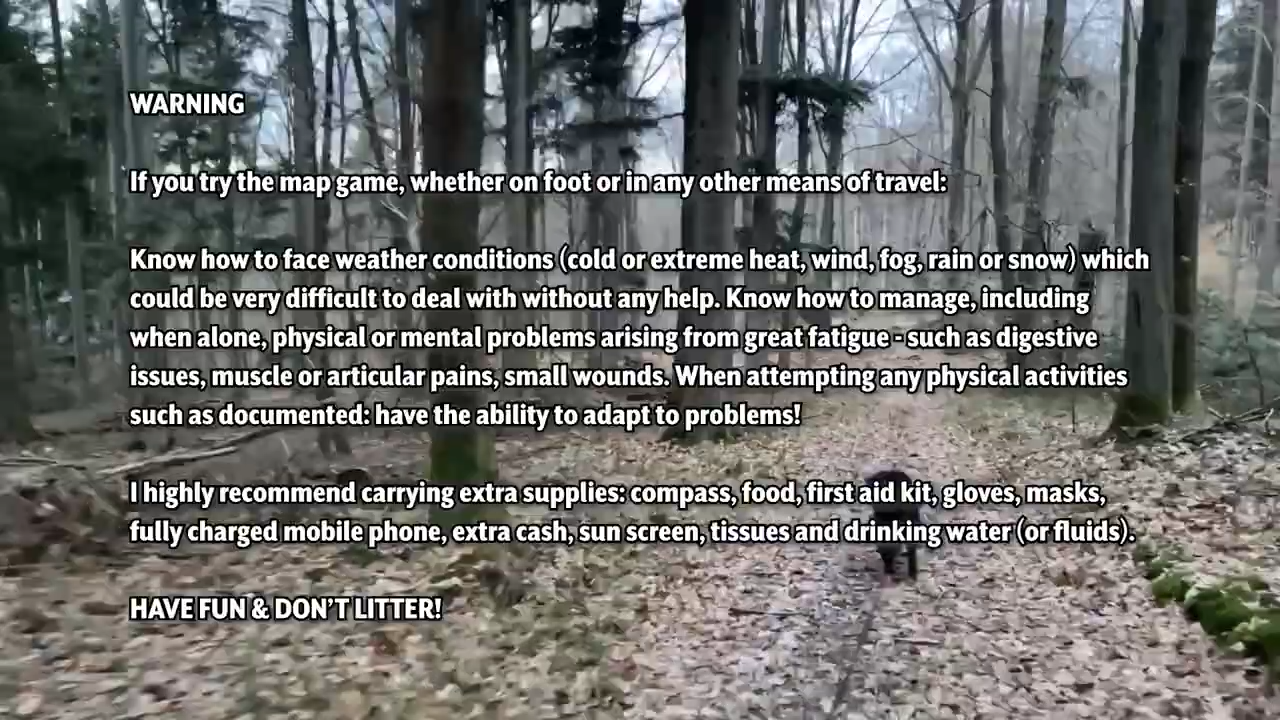 WARNING
If you try the map game, whether on foot or in any other means of travel:
Know how to face weather conditions (cold or extreme heat, wind, fog, rain or snow) which
could be very difficult to deal with without any help. Know how to manage, including
when alone, physical or mental problems arising from great fatigue - such as digestive
issues, muscle or articular pains, small wounds. When attempting any physical activities
such as documented: have the ability to adapt to problems!
I highly recommend carrying extra supplies: compass, food, first aid kit, gloves, masks,
fully charged mobile phone, extra cash, sun screen, tissues and drinking water (or fluids).
HAVE FUN & DON'T LITTER!